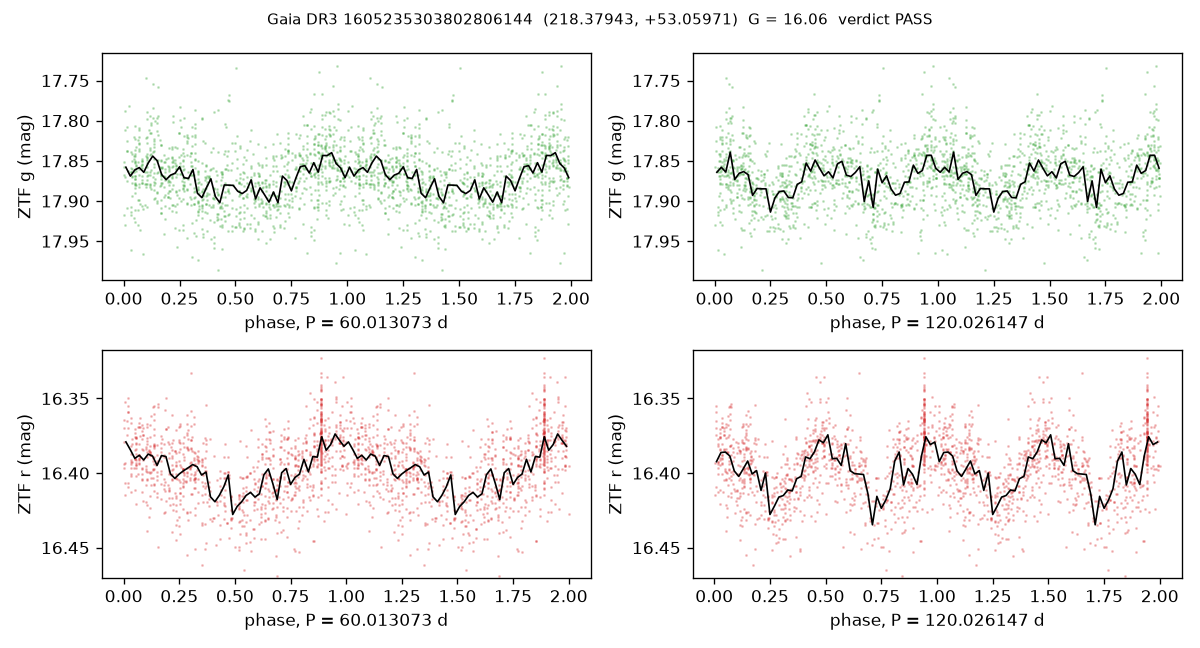 Gaia DR3 1605235303802806144 (218.37943, +53.05971) G = 16.06 verdict PASS
ZTF g (mag)
17.75
17.80
17.85
17.90
17.95
0.00 0.25 0.50 0.75 1.00 1.25 1.50 1.75 2.00
phase, P = 60.013073 d
ZTF g (mag)
17.75
17.80
17.85
17.90
17.95
0.00 0.25 0.50 0.75 1.00 1.25 1.50 1.75 2.00
phase, P = 120.026147 d
ZTF r (mag)
16.35
16.40
16.45
0.00 0.25 0.50 0.75 1.00 1.25 1.50 1.75 2.00
phase, P = 60.013073 d
ZTF r (mag)
16.35
16.40
16.45
0.00 0.25 0.50 0.75 1.00 1.25 1.50 1.75 2.00
phase, P = 120.026147 d